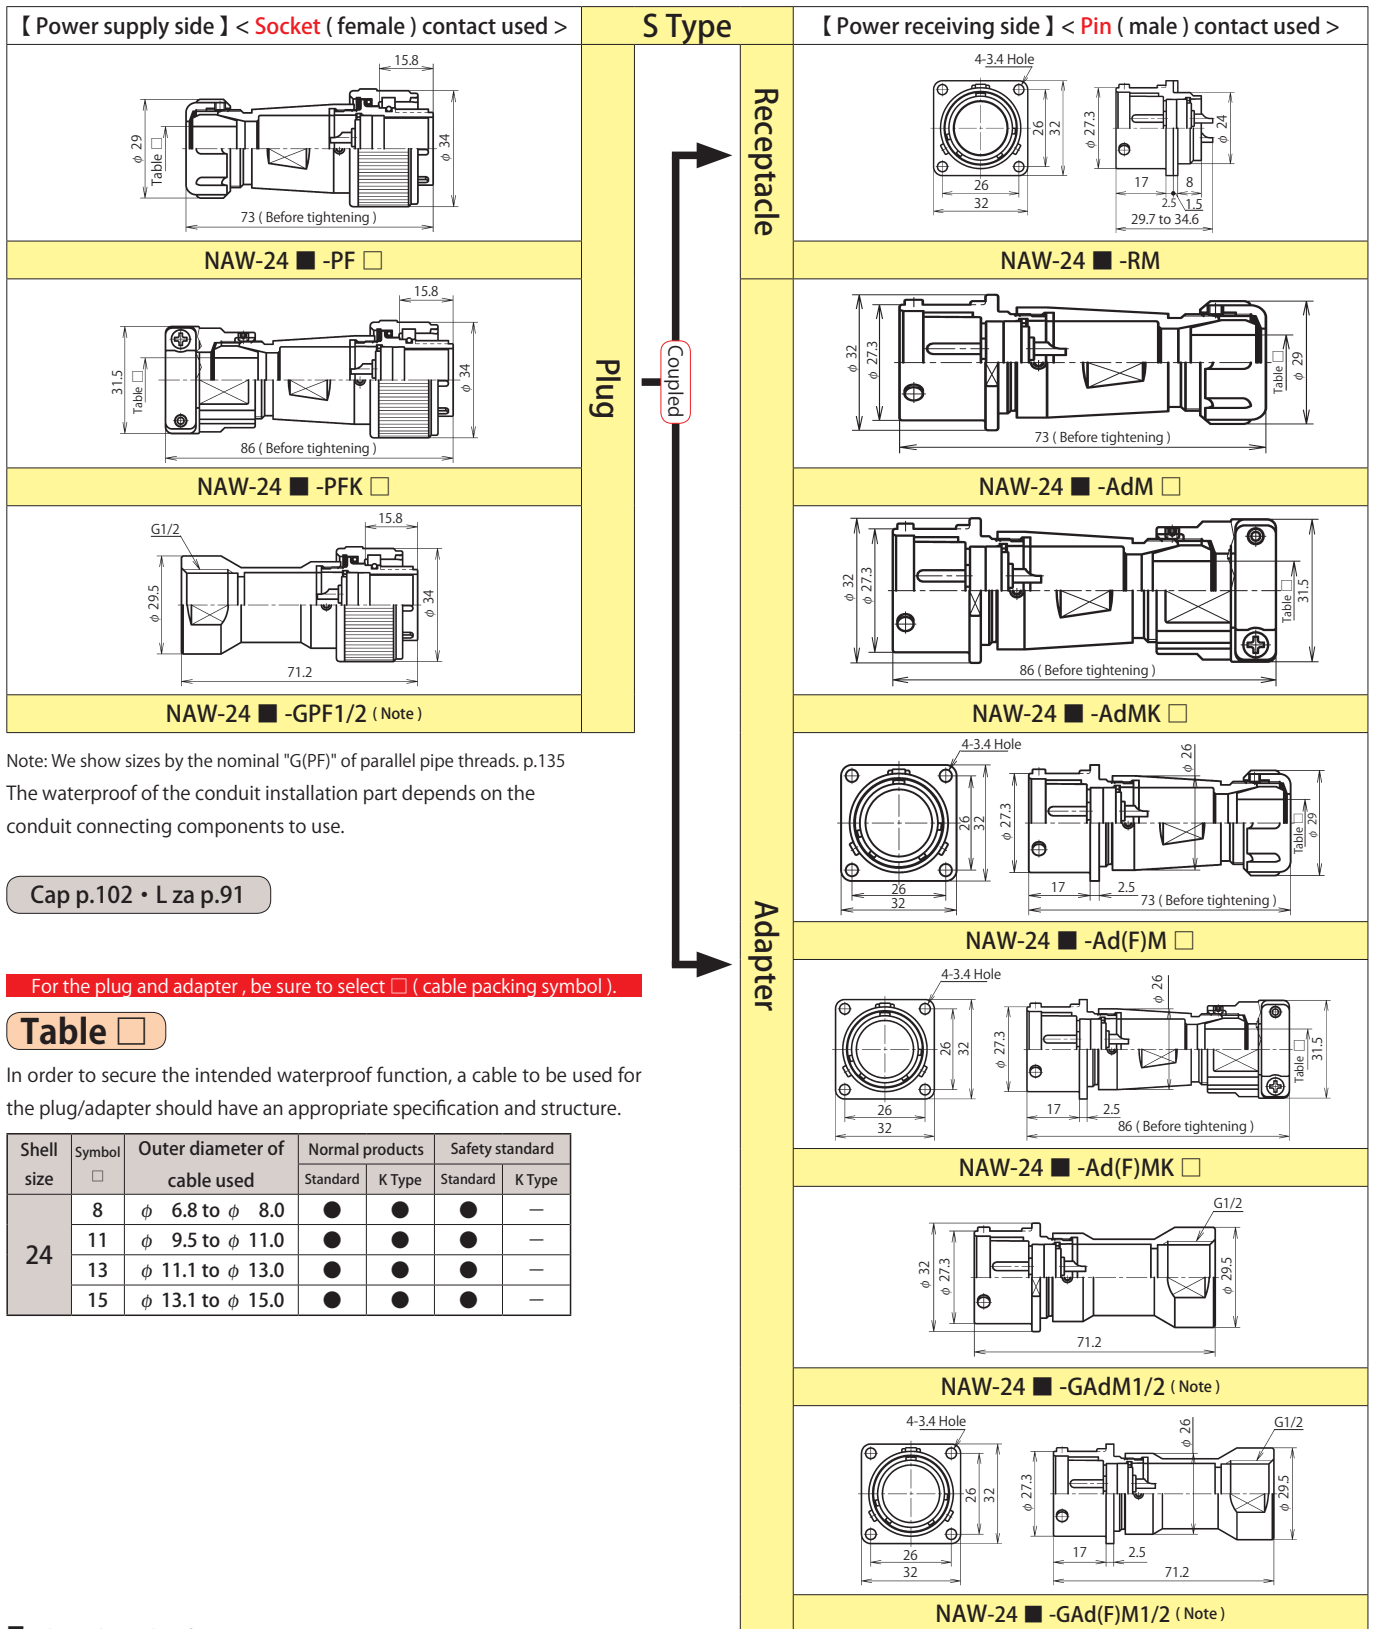 【 Power supply side 】 < Socket ( female ) contact used >
S Type
【 Power receiving side 】 < Pin ( male ) contact used >
15.8
φ 29
Table □
φ 34
73 ( Before tightening )
NAW-24 ■ -PF □
15.8
31.5
Table □
φ 34
86 ( Before tightening )
NAW-24 ■ -PFK □
G1/2
15.8
φ 29.5
φ 34
71.2
NAW-24 ■ -GPF1/2 ( Note )
Plug
Coupled
Receptacle
Adapter
4-3.4 Hole
26
32
26
32
φ 27.3
φ 24
17
8
2.5
1.5
29.7 to 34.6
NAW-24 ■ -RM
φ 32
φ 27.3
Table □
φ 29
73 ( Before tightening )
NAW-24 ■ -AdM □
φ 32
φ 27.3
Table □
31.5
86 ( Before tightening )
NAW-24 ■ -AdMK □
4-3.4 Hole
26
32
26
32
φ 27.3
φ 26
Table □
φ 29
17
2.5
73 ( Before tightening )
NAW-24 ■ -Ad(F)M □
4-3.4 Hole
26
32
26
32
φ 27.3
φ 26
Table □
31.5
17
2.5
86 ( Before tightening )
NAW-24 ■ -Ad(F)MK □
G1/2
φ 32
φ 27.3
φ 29.5
71.2
NAW-24 ■ -GAdM1/2 ( Note )
4-3.4 Hole
26
32
26
32
φ 27.3
φ 26
G1/2
φ 29.5
17
2.5
71.2
NAW-24 ■ -GAd(F)M1/2 ( Note )
Note: We show sizes by the nominal "G(PF)" of parallel pipe threads. p.135
The waterproof of the conduit installation part depends on the
conduit connecting components to use.
Cap p.102・L za p.91
For the plug and adapter , be sure to select □ ( cable packing symbol ).
Table □
In order to secure the intended waterproof function, a cable to be used for
the plug/adapter should have an appropriate specification and structure.
Shell size Symbol □ Outer diameter of cable used Normal products Safety standard
Standard K Type Standard K Type
24
8 φ 6.8 to φ 8.0 ● ● ● —
11 φ 9.5 to φ 11.0 ● ● ● —
13 φ 11.1 to φ 13.0 ● ● ● —
15 φ 13.1 to φ 15.0 ● ● ● —